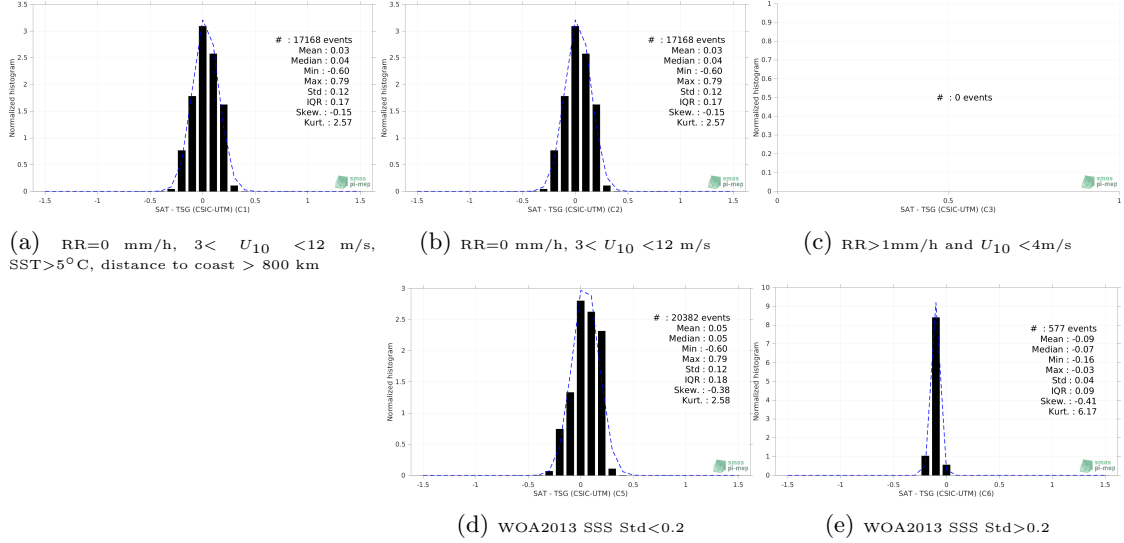 3.5
3
2.5
2
1.5
1
0.5
0
Normalized histogram
# : 17168 events
Mean : 0.03
Median : 0.04
Min : -0.60
Max : 0.79
Std : 0.12
IQR : 0.17
Skew. : -0.15
Kurt. : 2.57
smos
pi-mep
-1.5 -1 -0.5 0 0.5 1 1.5
SAT - TSG (CSIC-UTM) (C1)
(a) RR=0 mm/h, 3< U10 <12 m/s,
SST>5°C, distance to coast > 800 km
3.5
3
2.5
2
1.5
1
0.5
0
Normalized histogram
# : 17168 events
Mean : 0.03
Median : 0.04
Min : -0.60
Max : 0.79
Std : 0.12
IQR : 0.17
Skew. : -0.15
Kurt. : 2.57
smos
pi-mep
-1.5 -1 -0.5 0 0.5 1 1.5
SAT - TSG (CSIC-UTM) (C2)
(b) RR=0 mm/h, 3< U10 <12 m/s
1
0.9
0.8
0.7
0.6
0.5
0.4
0.3
0.2
0.1
0
Normalized histogram
# : 0 events
smos
pi-mep
0 0.5 1
SAT - TSG (CSIC-UTM) (C3)
(c) RR>1mm/h and U10 <4m/s
3
2.5
2
1.5
1
0.5
0
Normalized histogram
# : 20382 events
Mean : 0.05
Median : 0.05
Min : -0.60
Max : 0.79
Std : 0.12
IQR : 0.18
Skew. : -0.38
Kurt. : 2.58
smos
pi-mep
-1.5 -1 -0.5 0 0.5 1 1.5
SAT - TSG (CSIC-UTM) (C5)
(d) WOA2013 SSS Std<0.2
10
9
8
7
6
5
4
3
2
1
0
Normalized histogram
# : 577 events
Mean : -0.09
Median : -0.07
Min : -0.16
Max : -0.03
Std : 0.04
IQR : 0.09
Skew. : -0.41
Kurt. : 6.17
smos
pi-mep
-1.5 -1 -0.5 0 0.5 1 1.5
SAT - TSG (CSIC-UTM) (C6)
(e) WOA2013 SSS Std>0.2